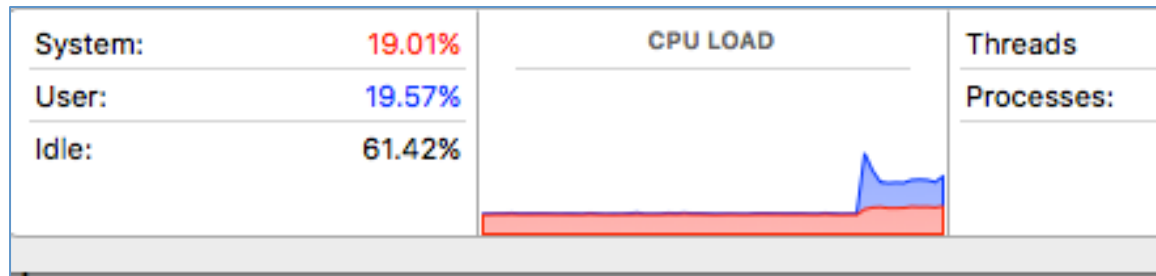 System: 19.01%
User: 19.57%
Idle: 61.42%
CPU LOAD
Threads
Processes: